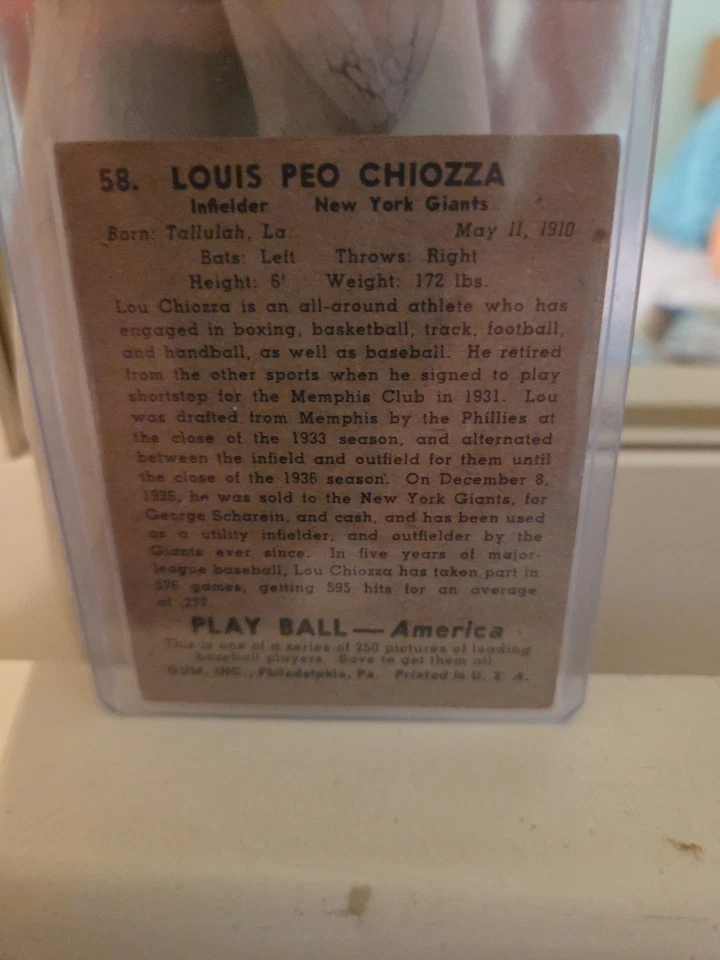 58. LOUIS PEO CHIOZZA
Infielder New York Giants
Born: Tallulah, La. May 11, 1910
Bats: Left Throws: Right
Height: 6' Weight: 172 lbs.
Lou Chiozza is an all-around athlete who has
engaged in boxing, basketball, track, football,
and handball, as well as baseball. He retired
from the other sports when he signed to play
shortstop for the Memphis Club in 1931. Lou
was drafted from Memphis by the Phillies at
the close of the 1933 season, and alternated
between the infield and outfield for them until
the close of the 1936 season. On December 8,
1936, he was sold to the New York Giants, for
George Scharein, and cash, and has been used
as a utility infielder, and outfielder by the
Giants ever since. In five years of major-
league baseball, Lou Chiozza has taken part in
576 games, getting 595 hits for an average
at .277
PLAY BALL—America
This is one of a series of 250 pictures of leading
baseball players. Save to get them all
GUM, INC., Philadelphia, Pa. Printed in U. S. A.